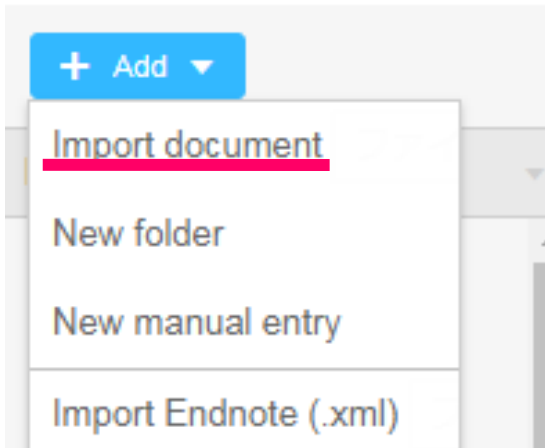 + Add
Import document
New folder
New manual entry
Import Endnote (.xml)